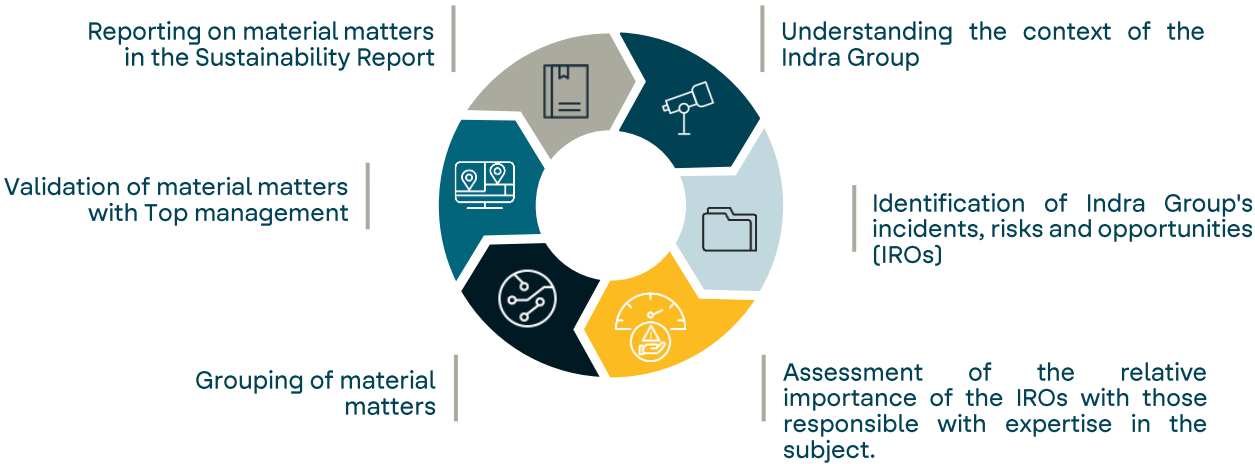 Reporting on material matters
in the Sustainability Report
Understanding the context of the
Indra Group
Validation of material matters
with Top management
Identification of Indra Group's
incidents, risks and opportunities
(IROs)
Grouping of material
matters
Assessment of the relative
importance of the IROs with those
responsible with expertise in the
subject.